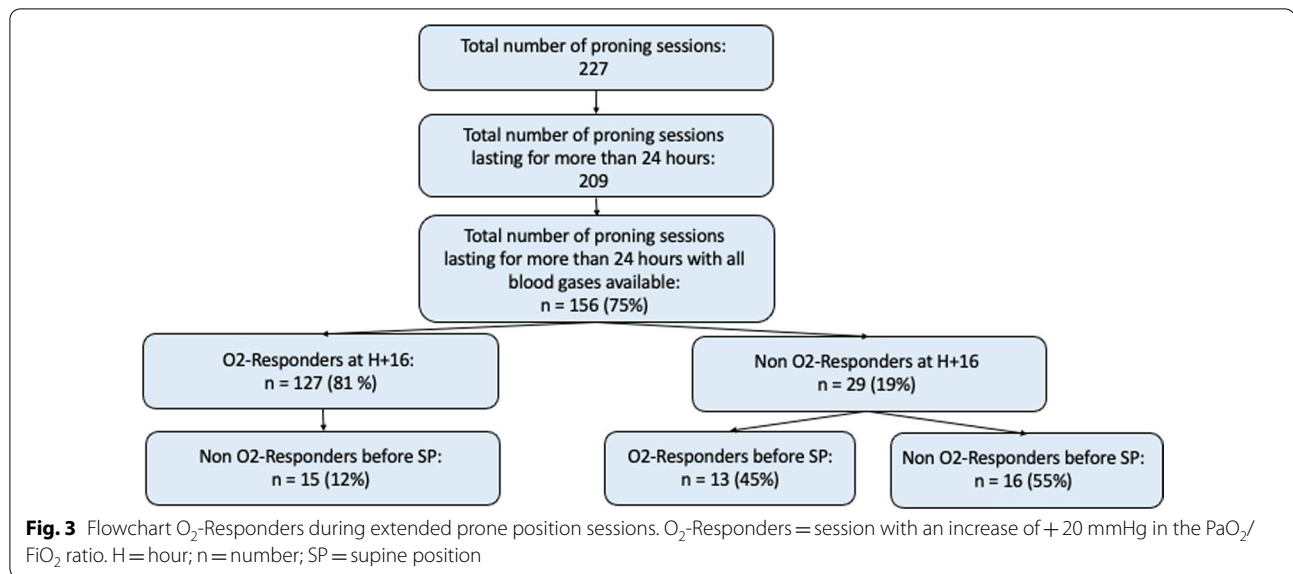 Total number of proning sessions:
227
Total number of proning sessions
lasting for more than 24 hours:
209
Total number of proning sessions
lasting for more than 24 hours with all
blood gases available:
n = 156 (75%)
O2-Responders at H+16:
n = 127 (81 %)
Non O2-Responders at H+16
n = 29 (19%)
Non O2-Responders before SP:
n = 15 (12%)
O2-Responders before SP:
n = 13 (45%)
Non O2-Responders before SP:
n = 16 (55%)
Fig. 3 Flowchart O₂-Responders during extended prone position sessions. O₂-Responders = session with an increase of + 20 mmHg in the PaO₂/
FiO₂ ratio. H = hour; n = number; SP = supine position